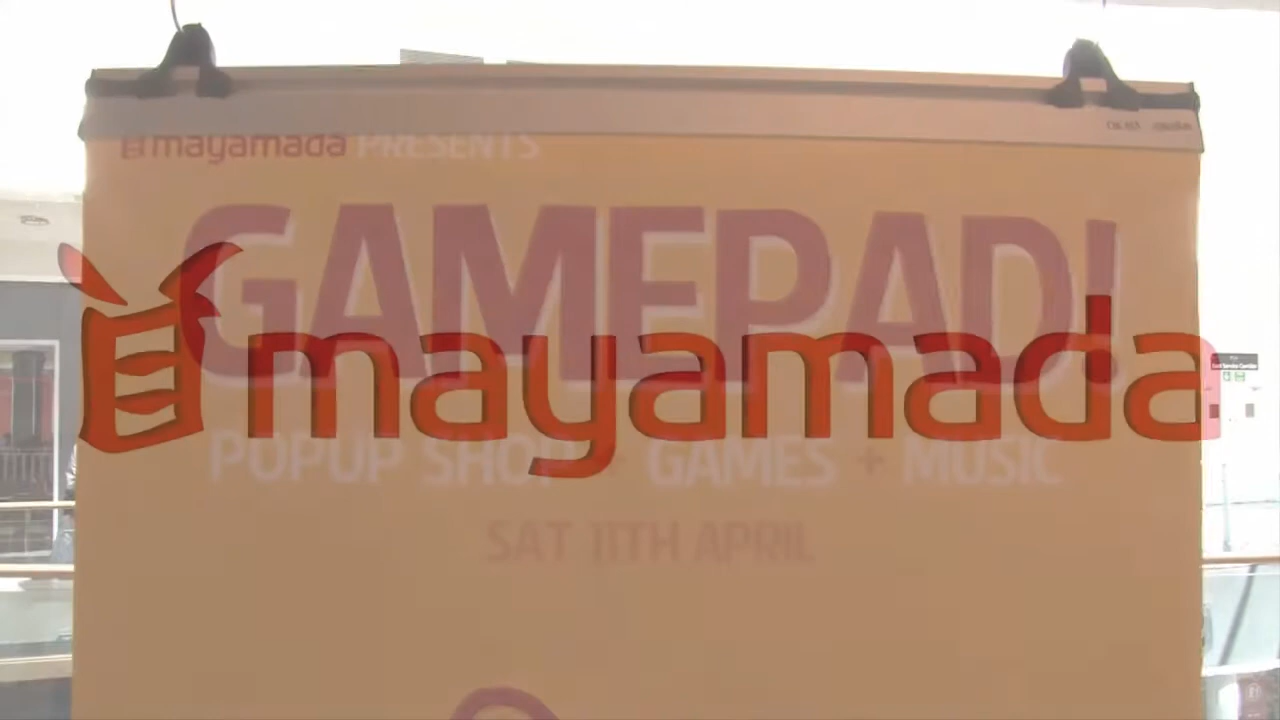 mayamada PRESENTS
GAMEPAD!
mayamada
POPUP SHOP + GAMES + MUSIC
SAT 11TH APRIL